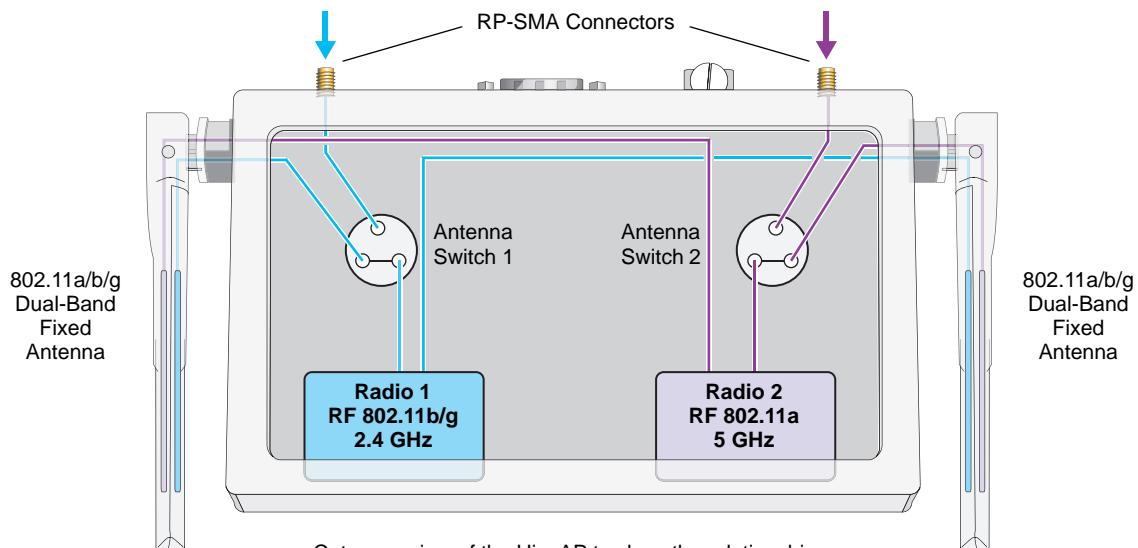 RP-SMA Connectors
Antenna
Switch 1
Antenna
Switch 2
802.11a/b/g
Dual-Band
Fixed
Antenna
802.11a/b/g
Dual-Band
Fixed
Antenna
Radio 1
RF 802.11b/g
2.4 GHz
Radio 2
RF 802.11a
5 GHz